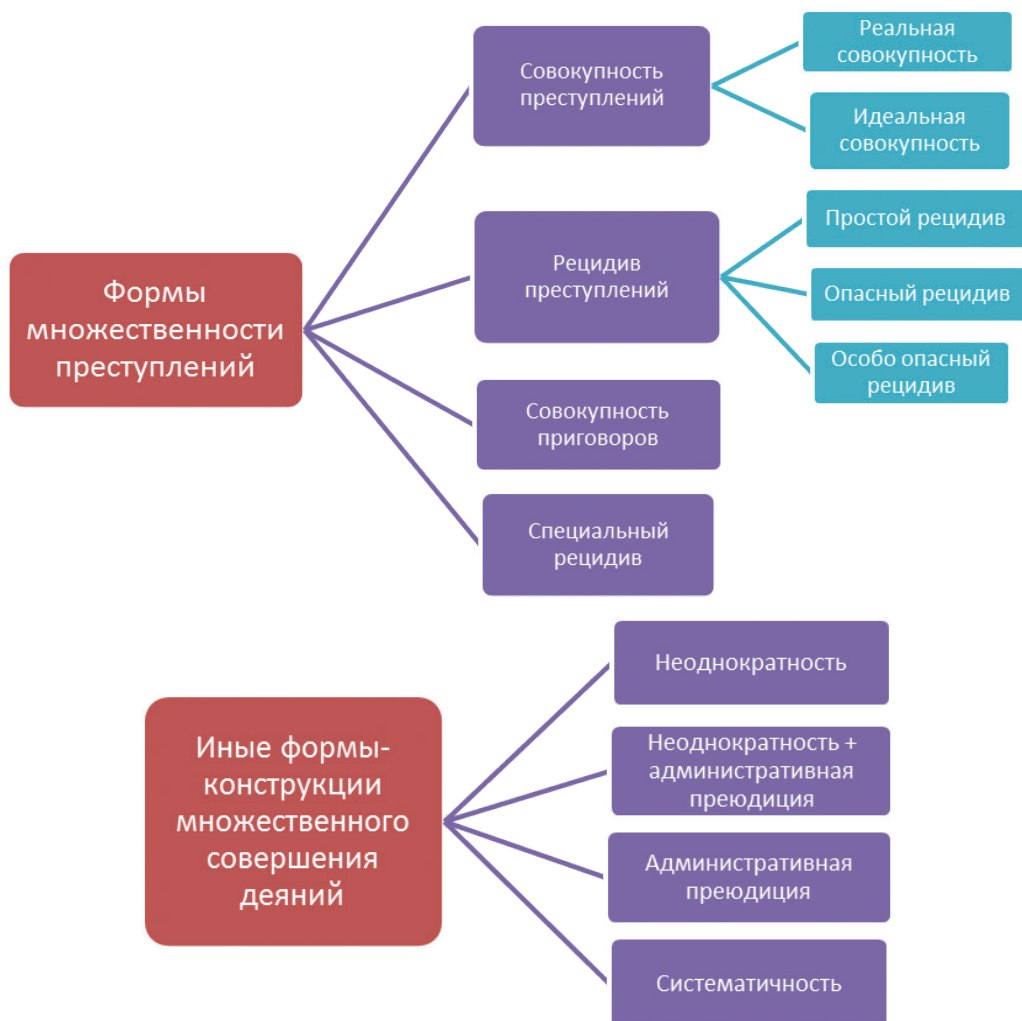 Формы
множественности
преступлений
Совокупность
преступлений
Реальная
совокупность
Идеальная
совокупность
Рецидив
преступлений
Простой рецидив
Опасный рецидив
Особо опасный
рецидив
Совокупность
приговоров
Специальный
рецидив
Иные формы-
конструкции
множественного
совершения
деяний
Неоднократность
Неоднократность +
административная
преюдиция
Административная
преюдиция
Систематичность